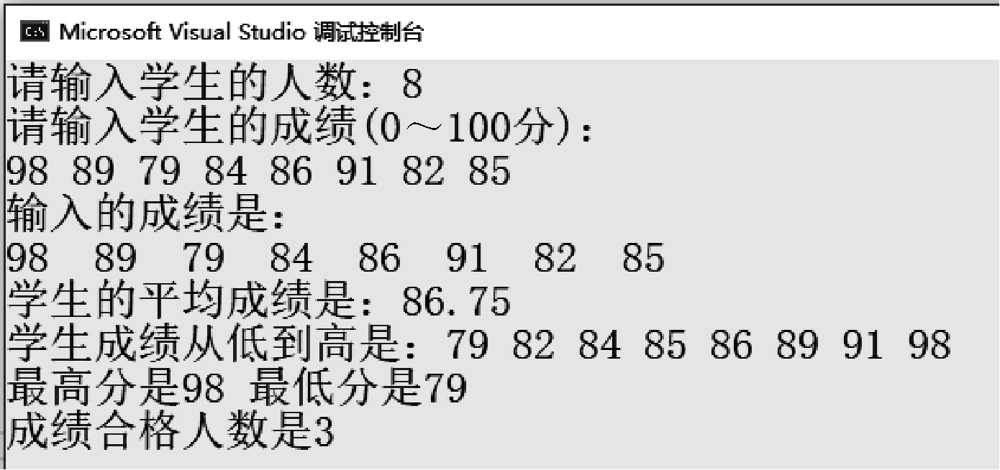 Microsoft Visual Studio 调试控制台
请输入学生的人数：8
请输入学生的成绩(0～100分)：
98 89 79 84 86 91 82 85
输入的成绩是：
98  89  79  84  86  91  82  85
学生的平均成绩是：86.75
学生成绩从低到高是：79 82 84 85 86 89 91 98
最高分是98 最低分是79
成绩合格人数是3